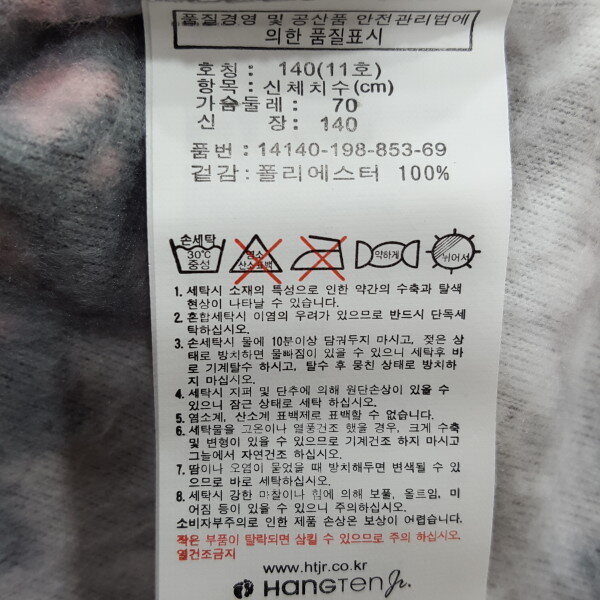 품질경영 및 공산품 안전관리법에
의한 품질표시
호칭 : 140(11호)
항목 : 신체치수(cm)
가슴둘레 : 70
신 장 : 140
품번 : 14140-198-853-69
겉감 : 폴리에스터 100%
손세탁
30℃
중성
염소
산소표백
약하게
뉘어서
1. 세탁시 소재의 특성으로 인한 약간의 수축과 탈색
현상이 나타날 수 있습니다.
2. 혼합세탁시 이염의 우려가 있으므로 반드시 단독세
탁하십시오.
3. 손세탁시 물에 10분이상 담궈두지 마시고, 젖은 상
태로 방치하면 물빠짐이 있을 수 있으니 세탁후 바
로 기계탈수 하시고, 탈수 후 뭉친 상태로 방치하
지 마십시오.
4. 세탁시 지퍼 및 단추에 의해 원단손상이 있을 수
있으니 잠근 상태로 세탁 하십시오.
5. 염소계, 산소계 표백제로 표백할 수 없습니다.
6. 세탁물을 고온이나 열풍건조 했을 경우, 크게 수축
및 변형이 있을 수 있으므로 기계건조 하지 마시고
그늘에서 자연건조 하십시오.
7. 땀이나 오염이 묻었을 때 방치해두면 변색될 수 있
으므로 바로 세탁하십시오.
8. 세탁시 강한 마찰이나 힘에 의해 보풀, 올트임, 미
어짐 등이 있을 수 있으니 주의하십시오.
소비자부주의로 인한 제품 손상은 보상이 어렵습니다.
작은 부품이 탈락되면 삼킬 수 있으므로 주의 하십시오.
열건조금지
www.htjr.co.kr
HANGTEN Jr.